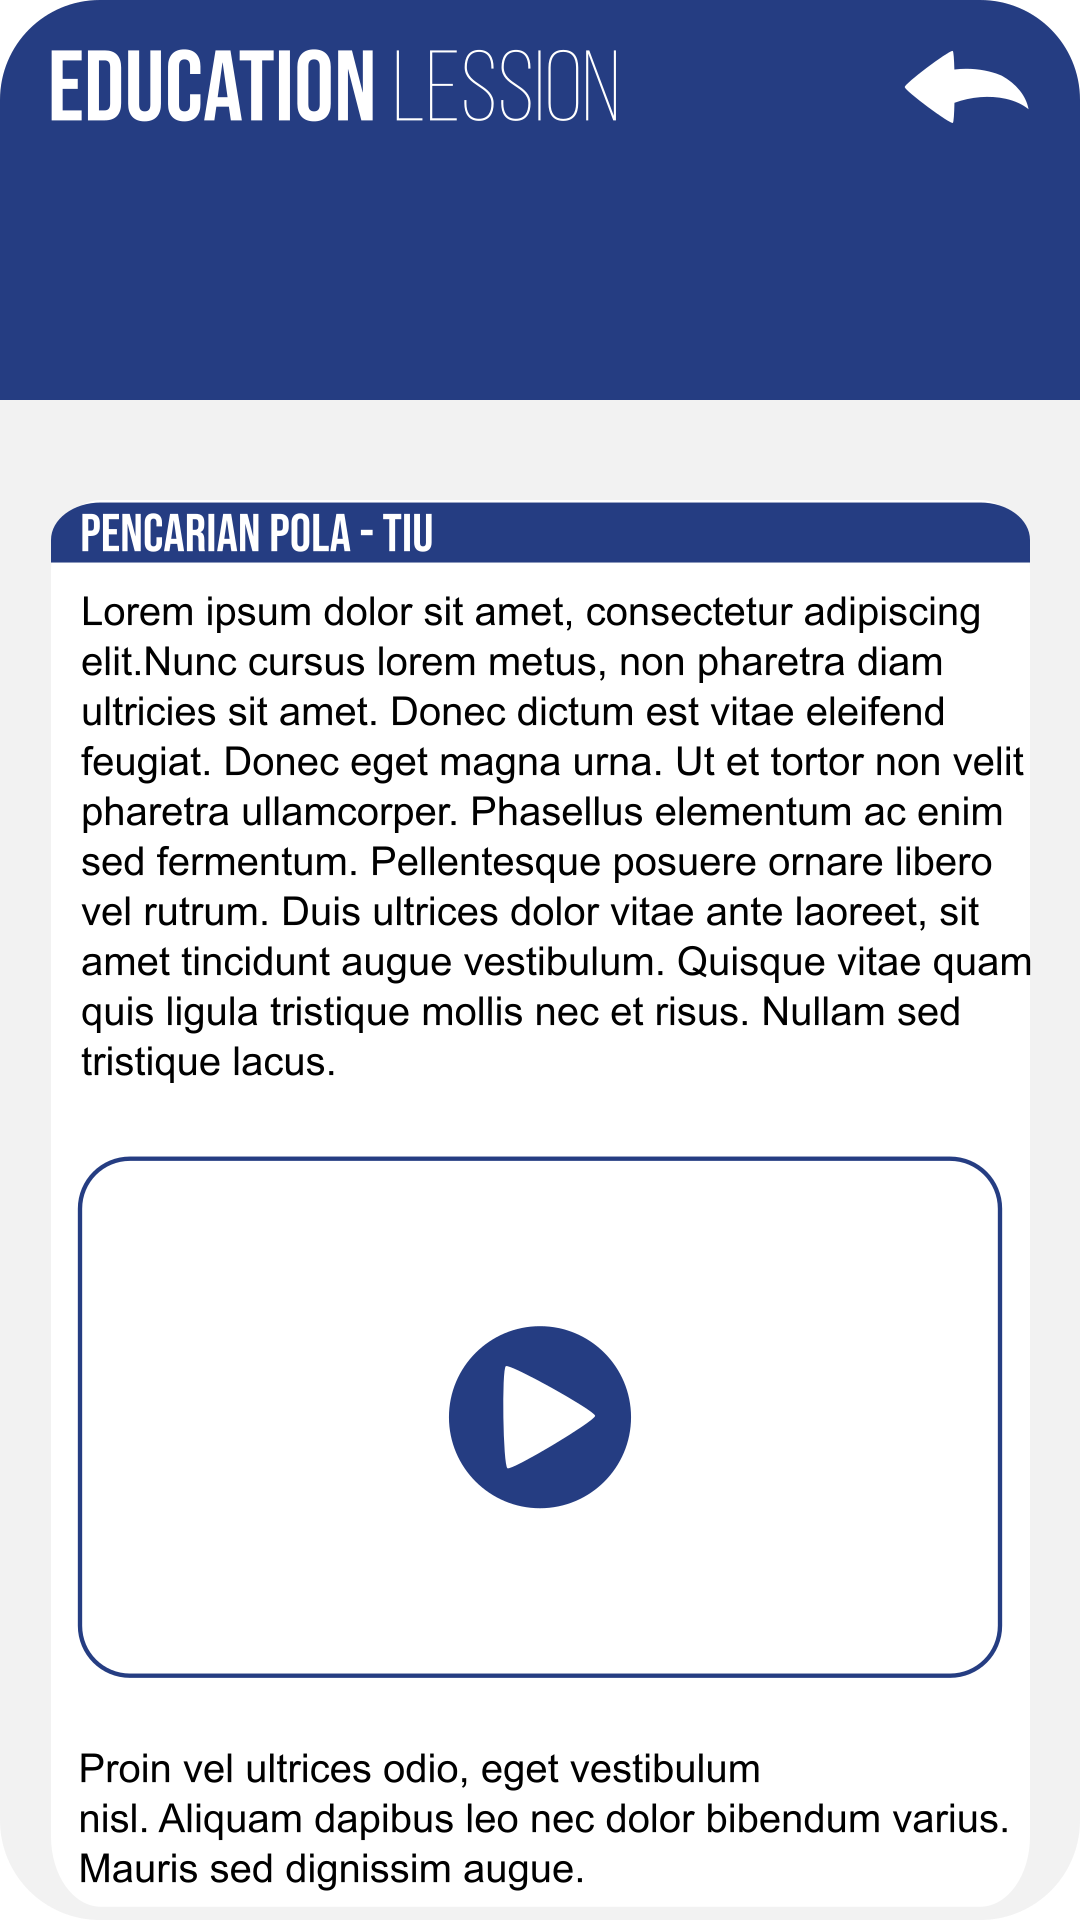 EDUCATION LESSION
PENCARIAN POLA - TIU
Lorem ipsum dolor sit amet, consectetur adipiscing
elit.Nunc cursus lorem metus, non pharetra diam
ultricies sit amet. Donec dictum est vitae eleifend
feugiat. Donec eget magna urna. Ut et tortor non velit
pharetra ullamcorper. Phasellus elementum ac enim
sed fermentum. Pellentesque posuere ornare libero
vel rutrum. Duis ultrices dolor vitae ante laoreet, sit
amet tincidunt augue vestibulum. Quisque vitae quam
quis ligula tristique mollis nec et risus. Nullam sed
tristique lacus.
Proin vel ultrices odio, eget vestibulum
nisl. Aliquam dapibus leo nec dolor bibendum varius.
Mauris sed dignissim augue.